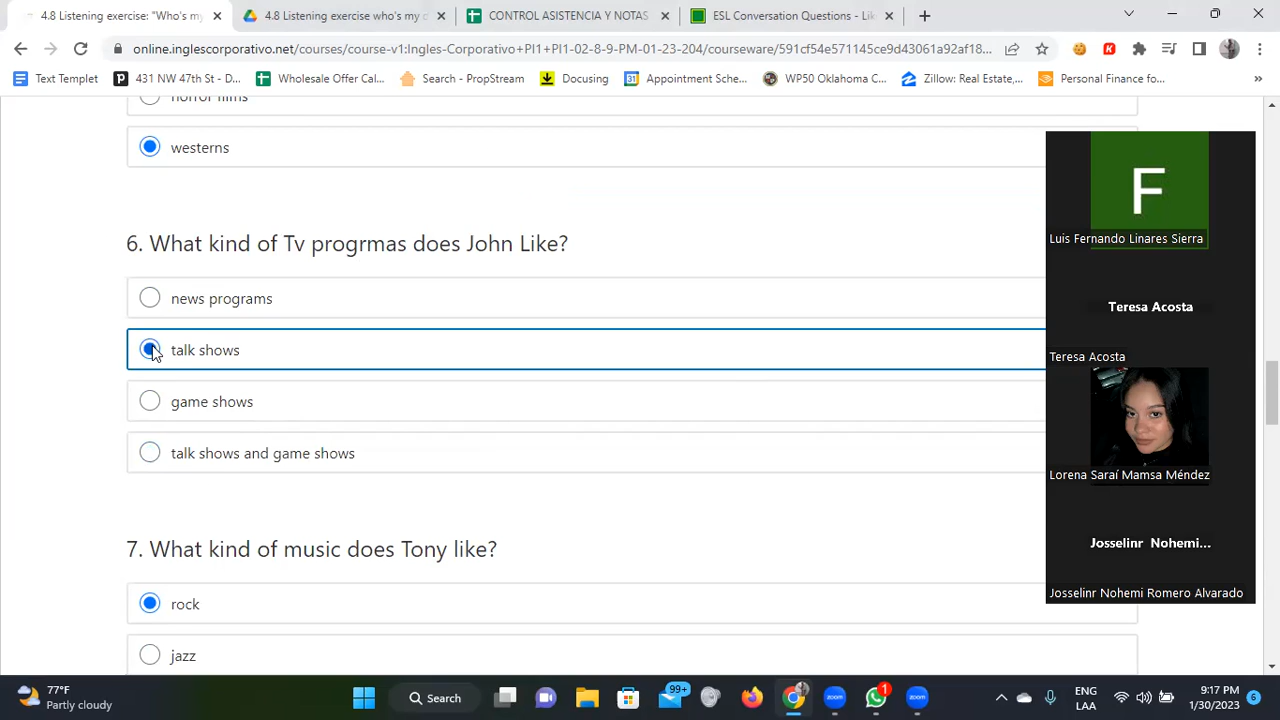 4.8 Listening exercise: "Who's my
4.8 Listening exercise who's my d
CONTROL ASISTENCIA Y NOTAS
ESL Conversation Questions - Lik
online.inglescorporativo.net/courses/course-v1:Ingles-Corporativo+PI1+PI1-02-8-9-PM-01-23-204/courseware/591cf54e571145ce9d43061a92af18...
Text Templet
431 NW 47th St - D...
Wholesale Offer Cal...
Search - PropStream
Docusing
Appointment Sche...
WP50 Oklahoma C...
Zillow: Real Estate,...
Personal Finance fo...
horror films
westerns
6. What kind of Tv progrmas does John Like?
news programs
talk shows
game shows
talk shows and game shows
7. What kind of music does Tony like?
rock
jazz
F
Luis Fernando Linares Sierra
Teresa Acosta
Teresa Acosta
Lorena Saraí Mamsa Méndez
Josselinr Nohemi...
Josselinr Nohemi Romero Alvarado
77°F
Partly cloudy
Search
99+
1
ENG
LAA
9:17 PM
1/30/2023
6